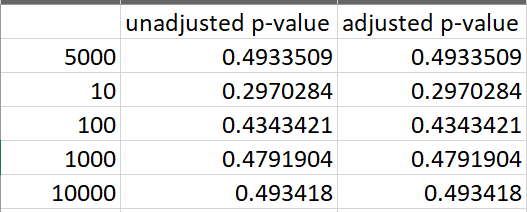 unadjusted p-value adjusted p-value
5000 0.4933509 0.4933509
10 0.2970284 0.2970284
100 0.4343421 0.4343421
1000 0.4791904 0.4791904
10000 0.493418 0.493418